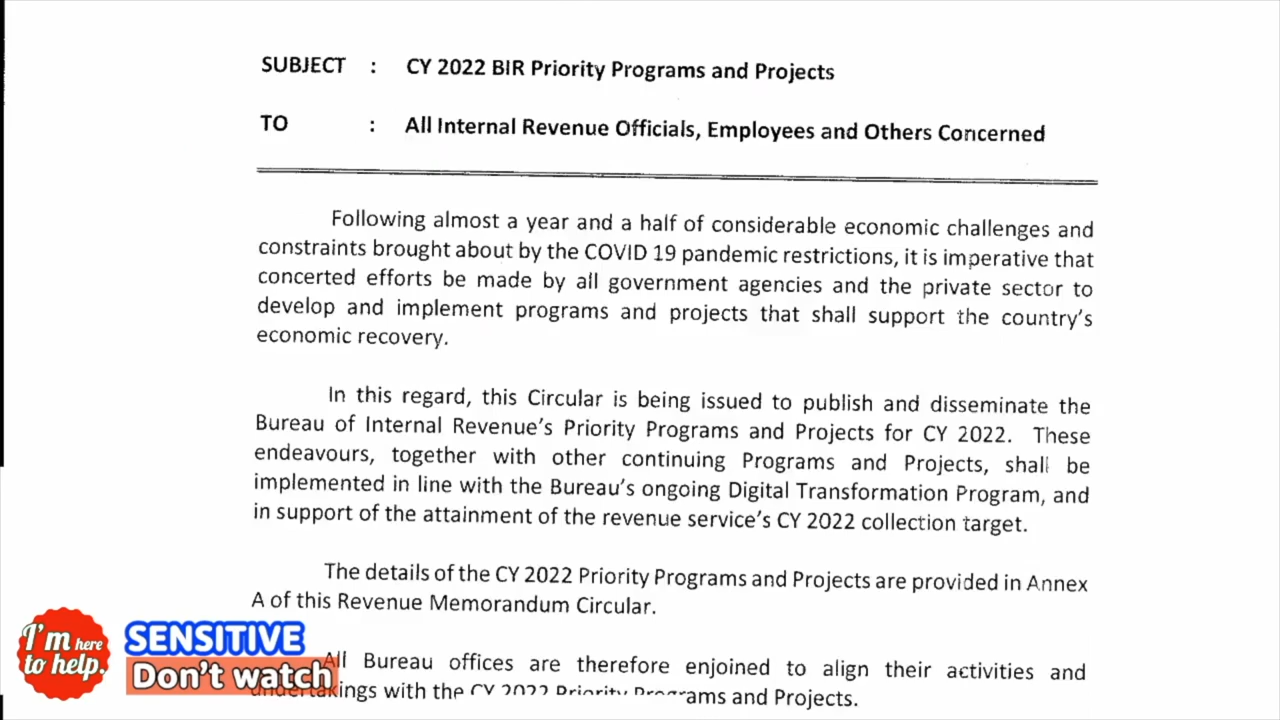 SUBJECT : CY 2022 BIR Priority Programs and Projects
TO : All Internal Revenue Officials, Employees and Others Concerned
Following almost a year and a half of considerable economic challenges and
constraints brought about by the COVID 19 pandemic restrictions, it is imperative that
concerted efforts be made by all government agencies and the private sector to
develop and implement programs and projects that shall support the country's
economic recovery.
In this regard, this Circular is being issued to publish and disseminate the
Bureau of Internal Revenue's Priority Programs and Projects for CY 2022. These
endeavours, together with other continuing Programs and Projects, shall be
implemented in line with the Bureau's ongoing Digital Transformation Program, and
in support of the attainment of the revenue service's CY 2022 collection target.
The details of the CY 2022 Priority Programs and Projects are provided in Annex
A of this Revenue Memorandum Circular.
All Bureau offices are therefore enjoined to align their activities and
undertakings with the CY 2022 Priority Programs and Projects.
I'm here
to help.
SENSITIVE
Don't watch